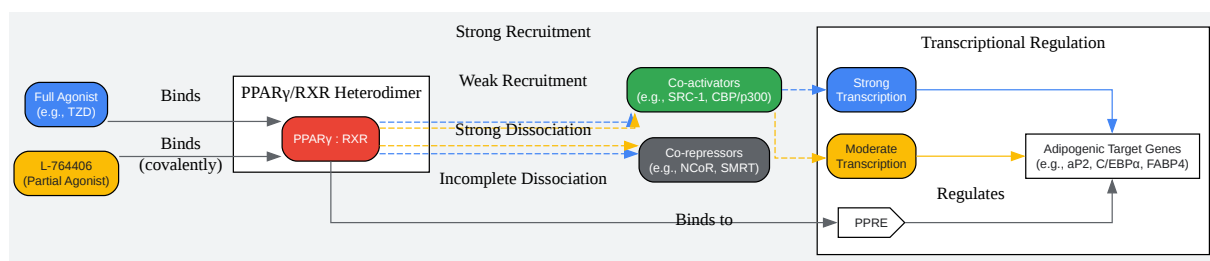 Strong Recruitment
Weak Recruitment
Strong Dissociation
Incomplete Dissociation
Full Agonist
(e.g., TZD)
L-764406
(Partial Agonist)
Binds
Binds
(covalently)
PPARγ/RXR Heterodimer
PPARγ : RXR
Co-activators
(e.g., SRC-1, CBP/p300)
Co-repressors
(e.g., NCoR, SMRT)
Binds to
Transcriptional Regulation
Strong
Transcription
Moderate
Transcription
PPRE
Regulates
Adipogenic Target Genes
(e.g., aP2, C/EBPα, FABP4)